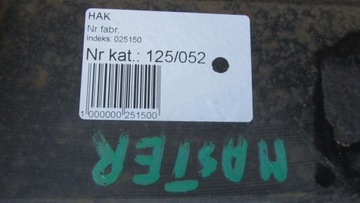 HAK
Nr fabr.
Indeks. 025150
Nr kat.: 125/052
1 000000 251500
MASTER